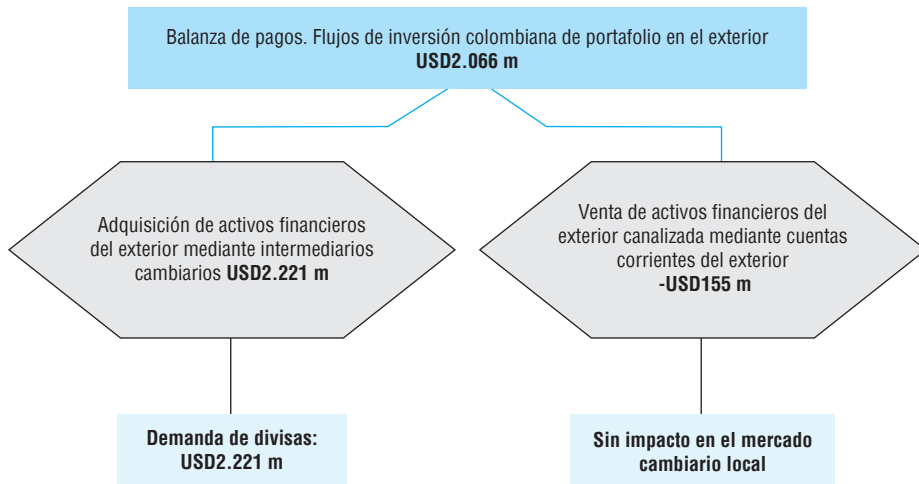 Balanza de pagos. Flujos de inversión colombiana de portafolio en el exterior
USD2.066 m
Adquisición de activos financieros
del exterior mediante intermediarios
cambiarios USD2.221 m
Venta de activos financieros del
exterior canalizada mediante cuentas
corrientes del exterior
-USD155 m
Demanda de divisas:
USD2.221 m
Sin impacto en el mercado
cambiario local